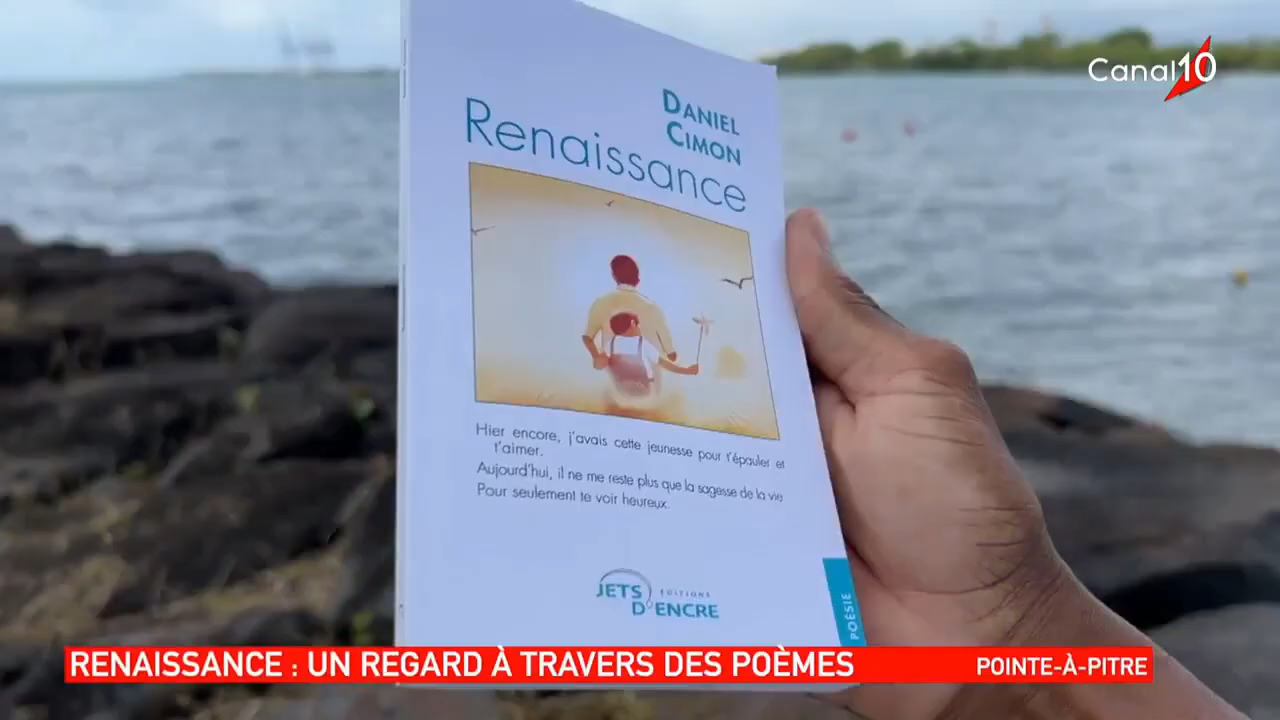 Canal10
DANIEL
CIMON
Renaissance
Hier encore, j'avais cette jeunesse pour t'épauler et
t'aimer.
Aujourd'hui, il ne me reste plus que la sagesse de la vie
Pour seulement te voir heureux.
JETS ÉDITIONS
D'ENCRE
POÉSIE
RENAISSANCE : UN REGARD À TRAVERS DES POÈMES
POINTE-À-PITRE